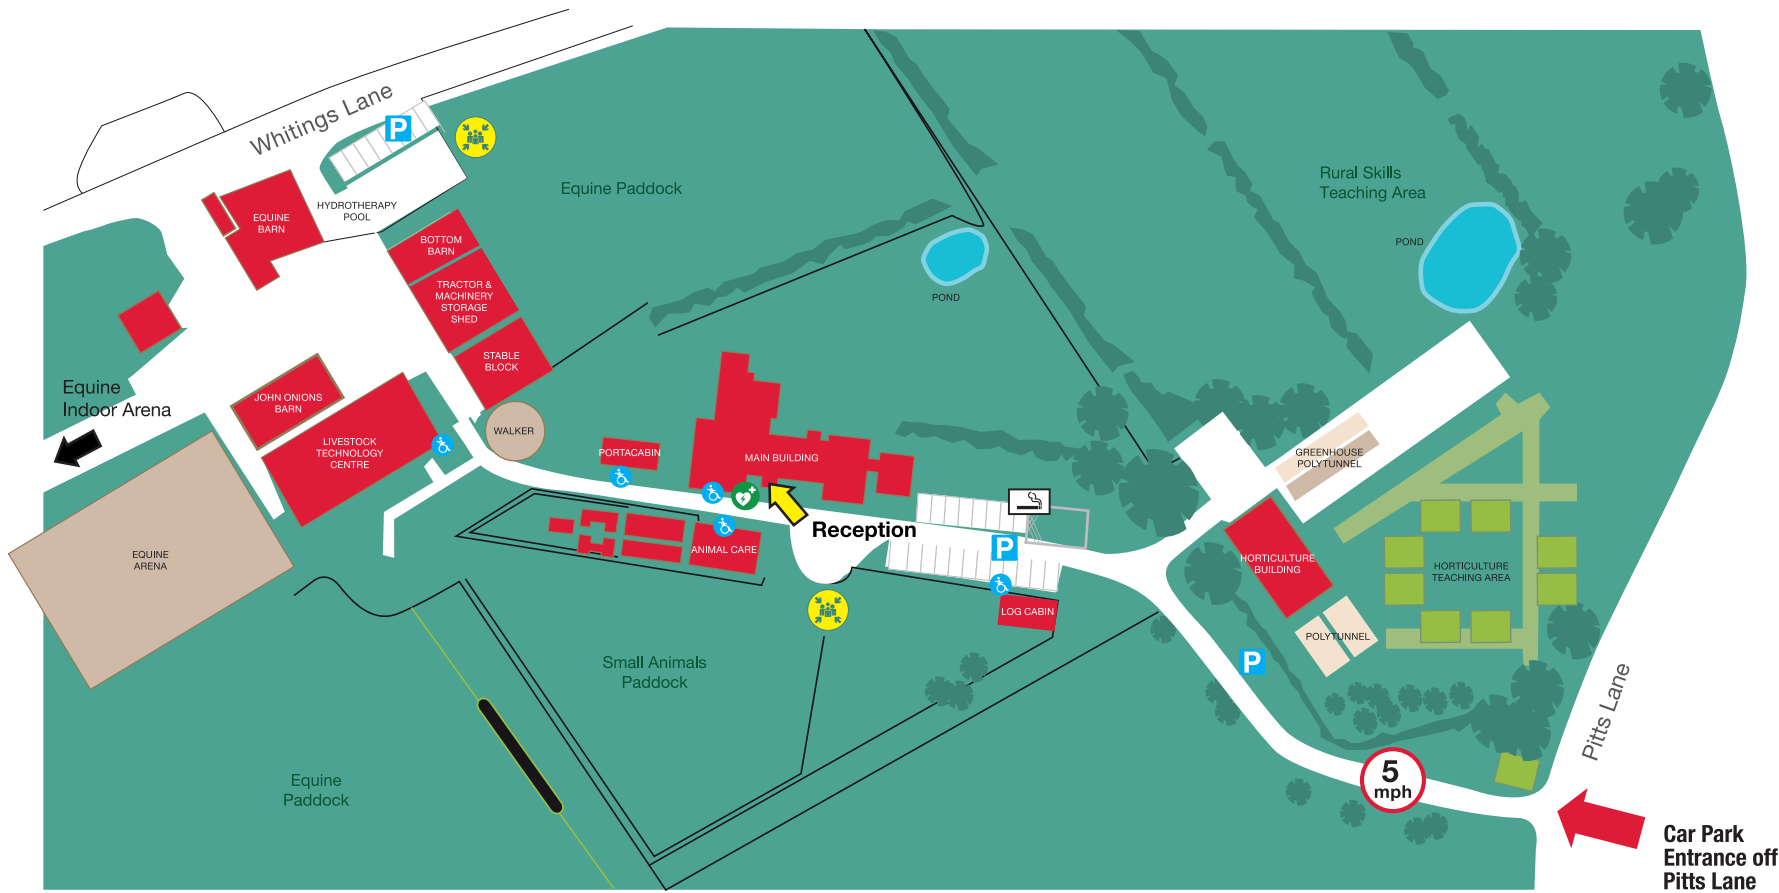 Whitings Lane
P
HYDROTHERAPY
POOL
EQUINE
BARN
Equine Paddock
Rural Skills
Teaching Area
POND
POND
BOTTOM
BARN
TRACTOR &
MACHINERY
STORAGE
SHED
STABLE
BLOCK
Equine
Indoor Arena
JOHN ONIONS
BARN
LIVESTOCK
TECHNOLOGY
CENTRE
WALKER
PORTACABIN
MAIN BUILDING
Reception
ANIMAL CARE
EQUINE
ARENA
P
LOG CABIN
GREENHOUSE
POLYTUNNEL
HORTICULTURE
BUILDING
HORTICULTURE
TEACHING AREA
POLYTUNNEL
P
Small Animals
Paddock
Equine
Paddock
Pitts Lane
5
mph
Car Park
Entrance off
Pitts Lane